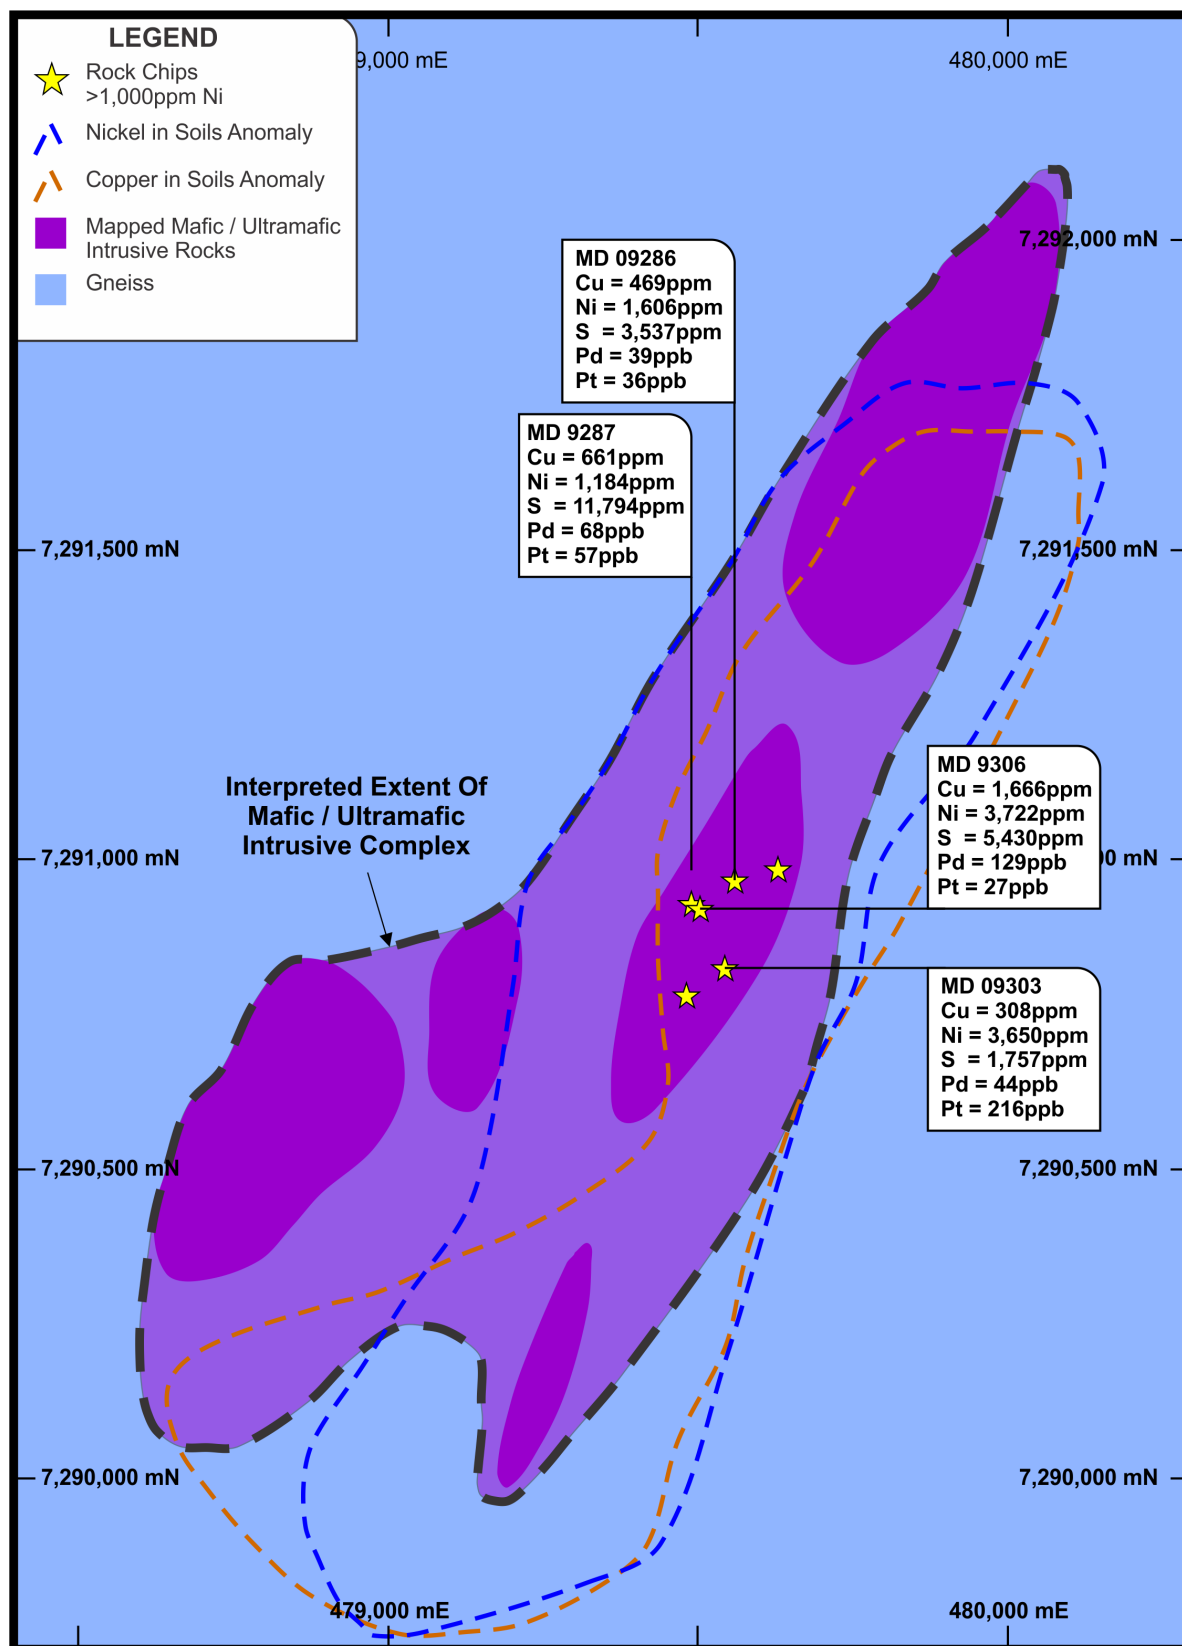 LEGEND
Rock Chips
>1,000ppm Ni
Nickel in Soils Anomaly
Copper in Soils Anomaly
Mapped Mafic / Ultramafic
Intrusive Rocks
Gneiss
9,000 mE
480,000 mE
7,292,000 mN
MD 09286
Cu = 469ppm
Ni = 1,606ppm
S = 3,537ppm
Pd = 39ppb
Pt = 36ppb
MD 9287
Cu = 661ppm
Ni = 1,184ppm
S = 11,794ppm
Pd = 68ppb
Pt = 57ppb
7,291,500 mN
7,291,500 mN
MD 9306
Cu = 1,666ppm
Ni = 3,722ppm
S = 5,430ppm
Pd = 129ppb
Pt = 27ppb
Interpreted Extent Of
Mafic / Ultramafic
Intrusive Complex
7,291,000 mN
00 mN
MD 09303
Cu = 308ppm
Ni = 3,650ppm
S = 1,757ppm
Pd = 44ppb
Pt = 216ppb
7,290,500 mN
7,290,500 mN
7,290,000 mN
7,290,000 mN
479,000 mE
480,000 mE